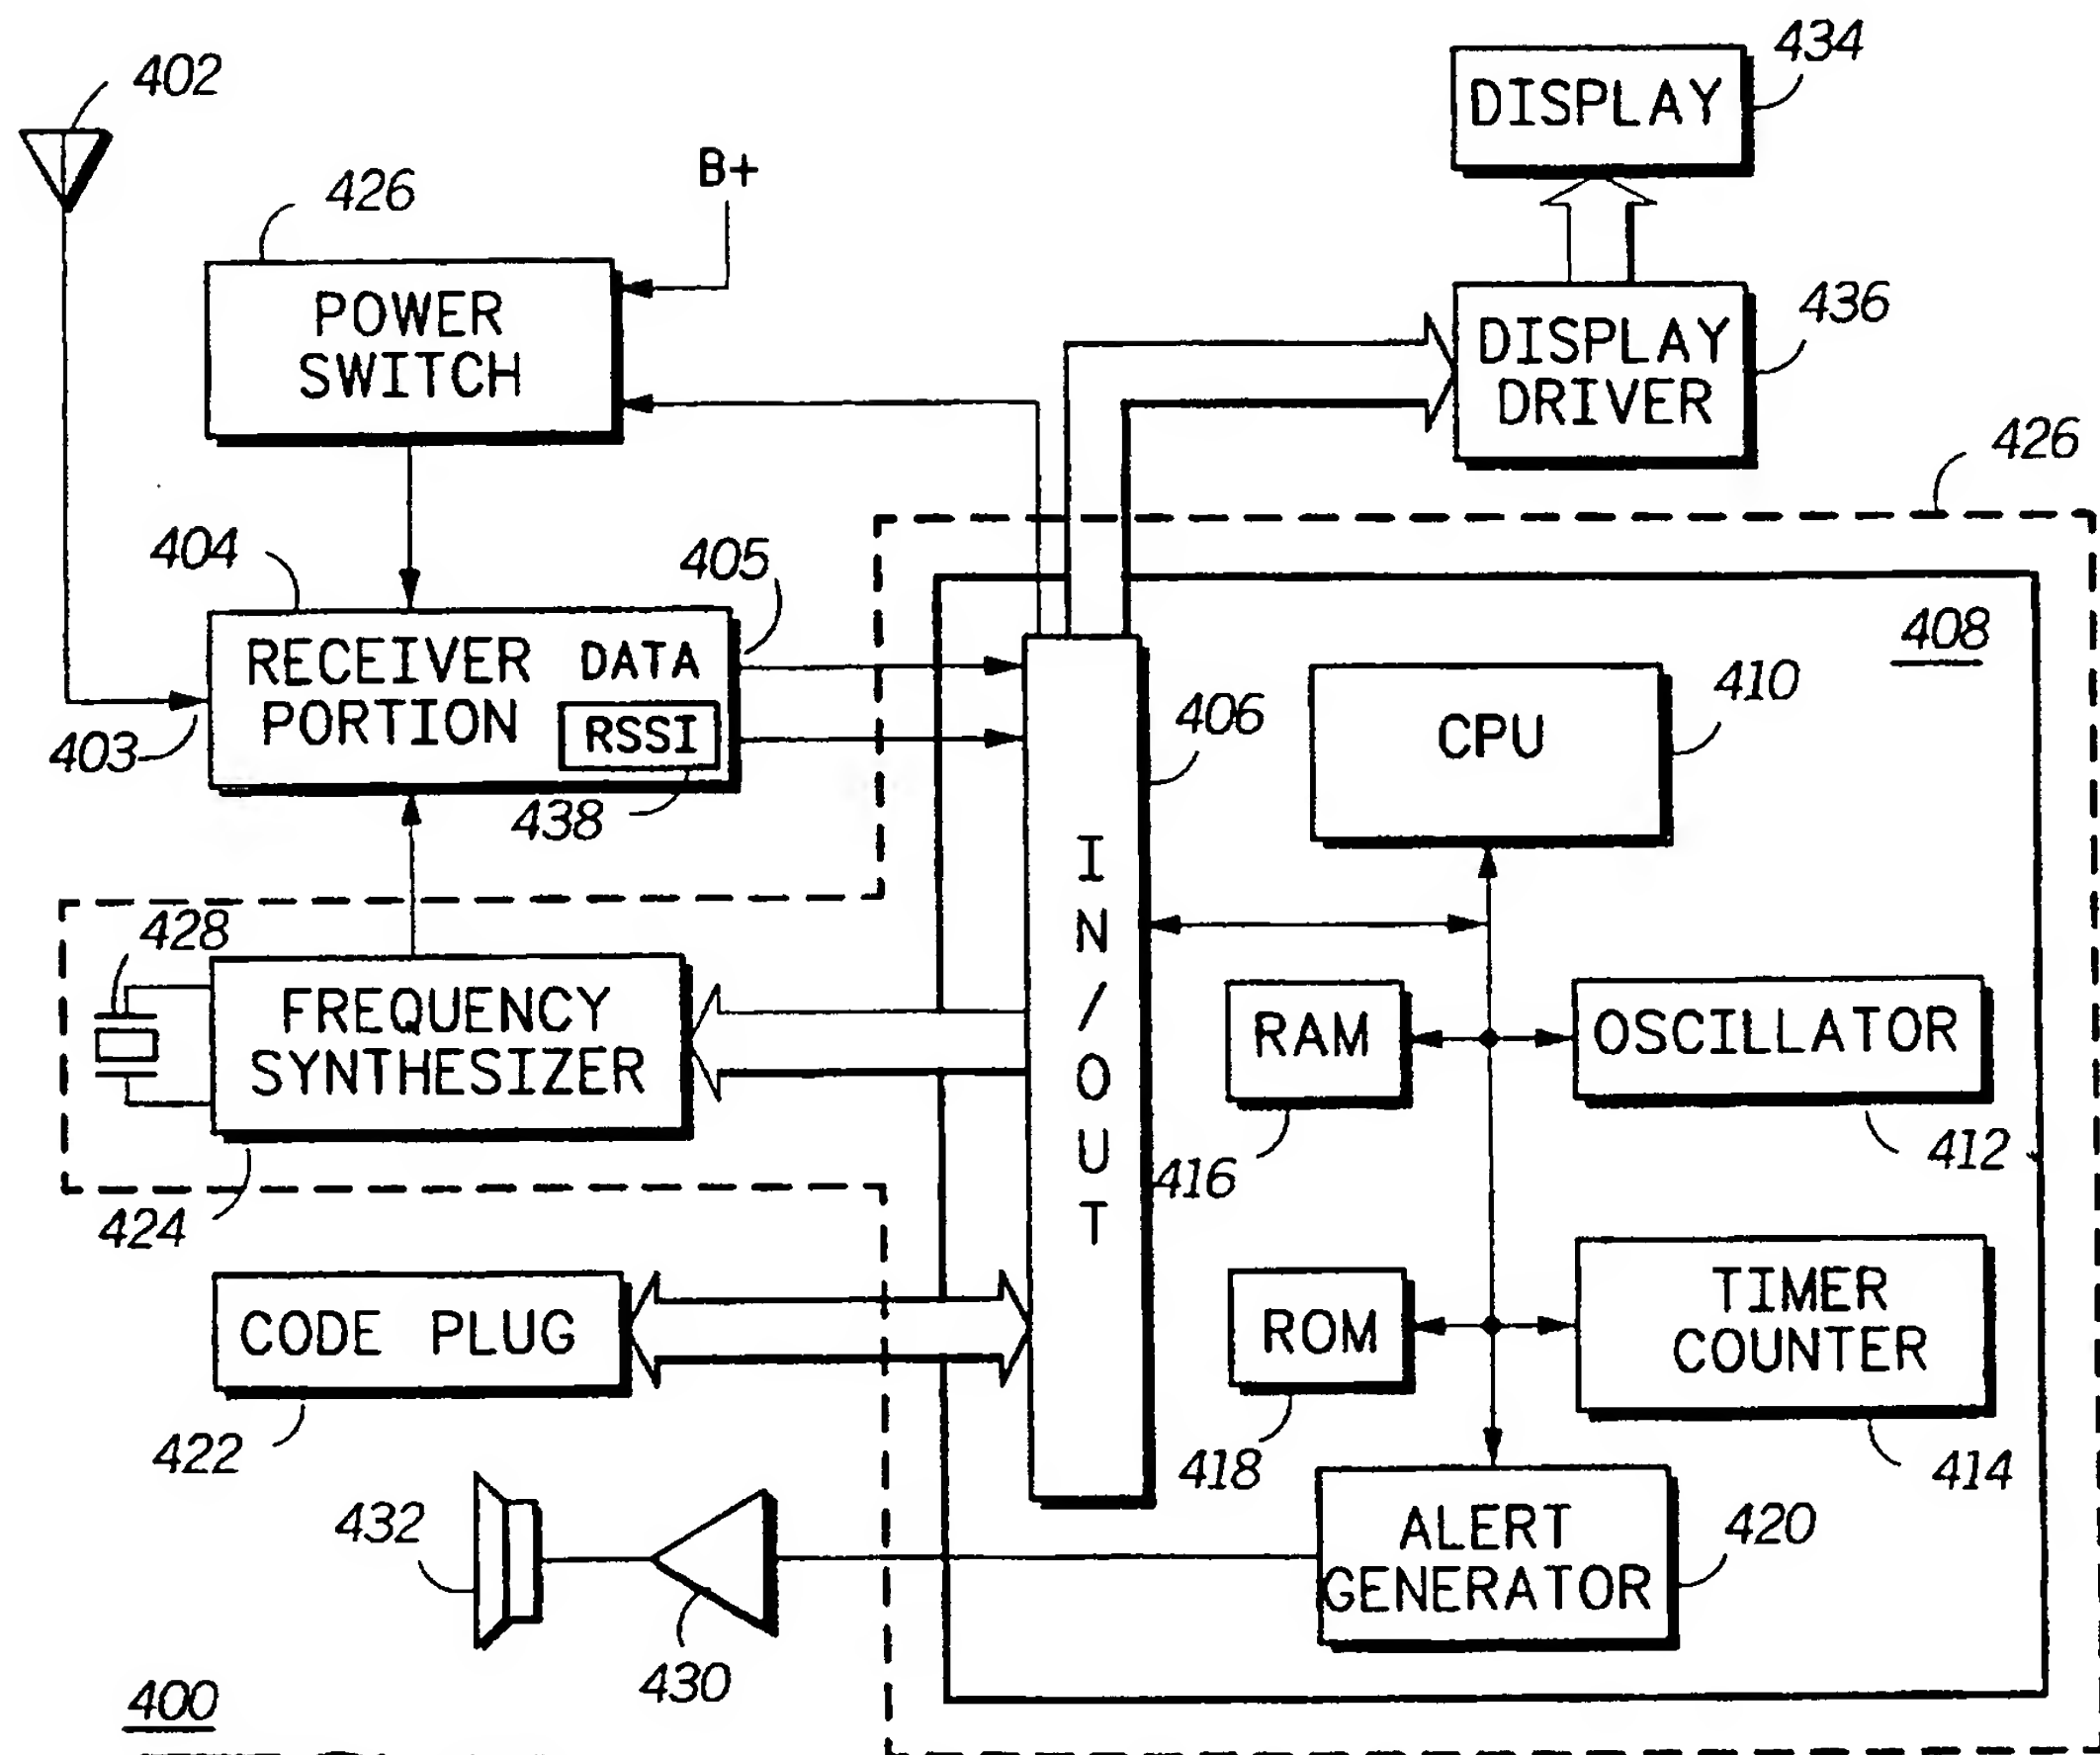 402
434
DISPLAY
B+
426
POWER
SWITCH
436
DISPLAY
DRIVER
426
404
405
RECEIVER
PORTION
DATA
RSSI
403
438
408
410
CPU
406
IN/OUT
428
FREQUENCY
SYNTHESIZER
424
RAM
416
OSCILLATOR
412
CODE PLUG
422
ROM
418
TIMER
COUNTER
414
432
430
ALERT
GENERATOR
420
400